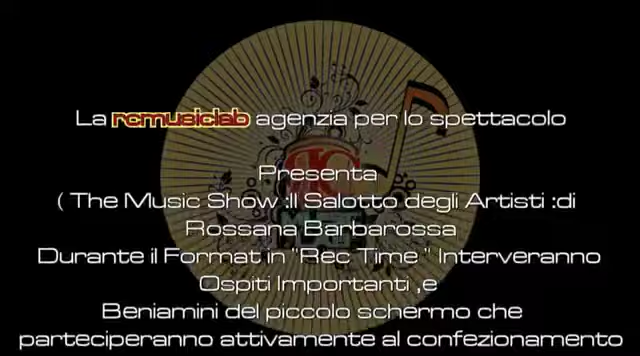 La rcmusiclab agenzia per lo spettacolo
Presenta
( The Music Show :Il Salotto degli Artisti :di
Rossana Barbarossa
Durante il Format in "Rec Time " Interveranno
Ospiti Importanti ,e
Beniamini del piccolo schermo che
parteciperanno attivamente al confezionamento